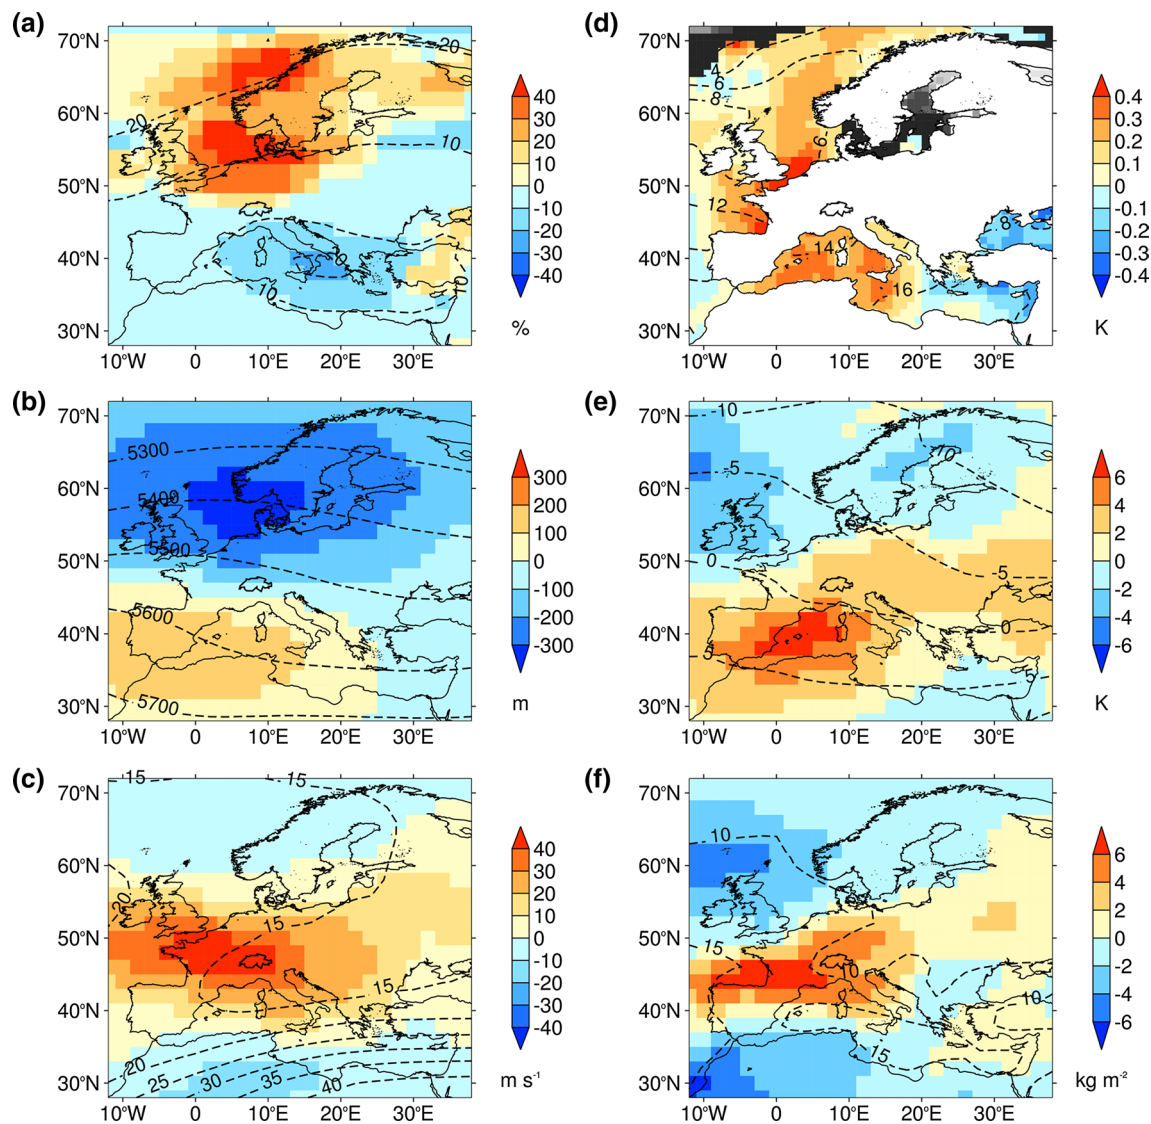 (a)
70°N
60°N
50°N
40°N
30°N
10°W 0 10°E 20°E 30°E
20
20
10
10
10
40
30
20
10
0
-10
-20
-30
-40
%
(d)
70°N
60°N
50°N
40°N
30°N
10°W 0 10°E 20°E 30°E
4
6
8
6
12
14
16
8
0.4
0.3
0.2
0.1
0
-0.1
-0.2
-0.3
-0.4
K
(b)
70°N
60°N
50°N
40°N
30°N
10°W 0 10°E 20°E 30°E
5300
5400
5500
5600
5700
300
200
100
0
-100
-200
-300
m
(e)
70°N
60°N
50°N
40°N
30°N
10°W 0 10°E 20°E 30°E
-10
-10
-5
0
-5
0
5
5
6
4
2
0
-2
-4
-6
K
(c)
70°N
60°N
50°N
40°N
30°N
10°W 0 10°E 20°E 30°E
15
15
20
15
15
20
25
30
35
40
40
30
20
10
0
-10
-20
-30
-40
m s⁻¹
(f)
70°N
60°N
50°N
40°N
30°N
10°W 0 10°E 20°E 30°E
10
15
10
10
15
6
4
2
0
-2
-4
-6
kg m⁻²